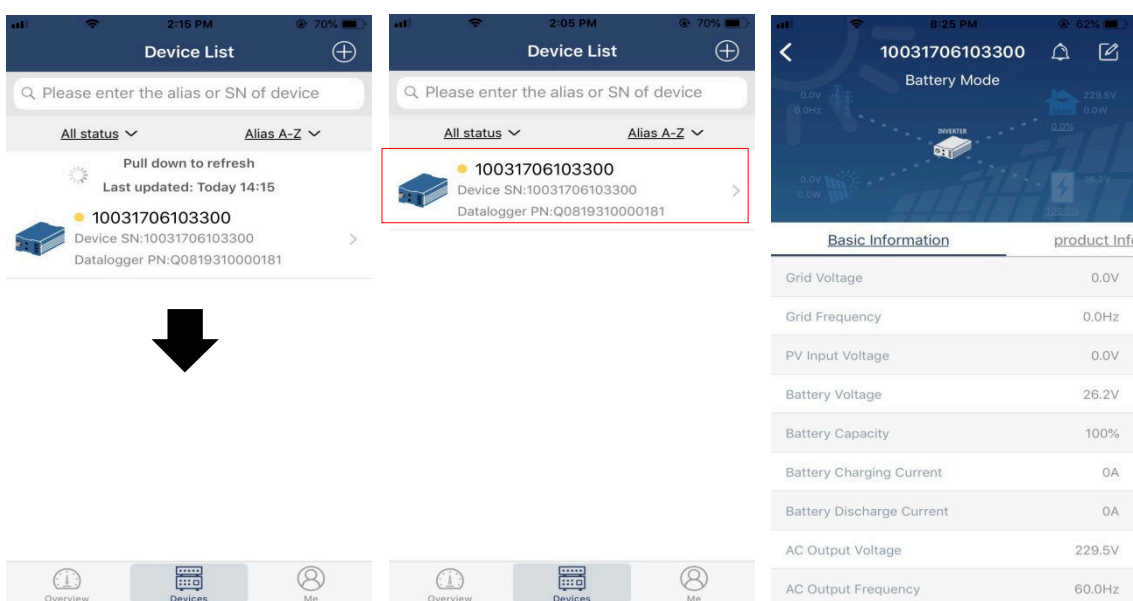 2:15 PM
70%
Device List
Please enter the alias or SN of device
All status
Alias A-Z
Pull down to refresh
Last updated: Today 14:15
10031706103300
Device SN:10031706103300
Datalogger PN:Q0819310000181
Overview
Devices
Me
2:05 PM
70%
Device List
Please enter the alias or SN of device
All status
Alias A-Z
10031706103300
Device SN:10031706103300
Datalogger PN:Q0819310000181
Overview
Devices
Me
8:25 PM
62%
10031706103300
Battery Mode
0.0V
0.0Hz
229.5V
0.0W
0.0%
INVERTER
0.0V
0.0W
26.2V
100.0%
Basic Information
product Inf
Grid Voltage 0.0V
Grid Frequency 0.0Hz
PV Input Voltage 0.0V
Battery Voltage 26.2V
Battery Capacity 100%
Battery Charging Current 0A
Battery Discharge Current 0A
AC Output Voltage 229.5V
AC Output Frequency 60.0Hz